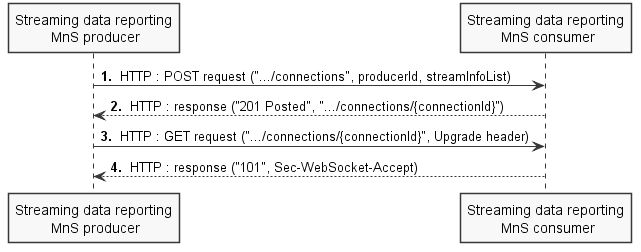 Streaming data reporting
MnS producer
Streaming data reporting
MnS consumer
1. HTTP : POST request ("…/connections", producerId, streamInfoList)
2. HTTP : response ("201 Posted", "…/connections/{connectionId}")
3. HTTP : GET request ("…/connections/{connectionId}", Upgrade header)
4. HTTP : response ("101", Sec-WebSocket-Accept)
Streaming data reporting
MnS producer
Streaming data reporting
MnS consumer